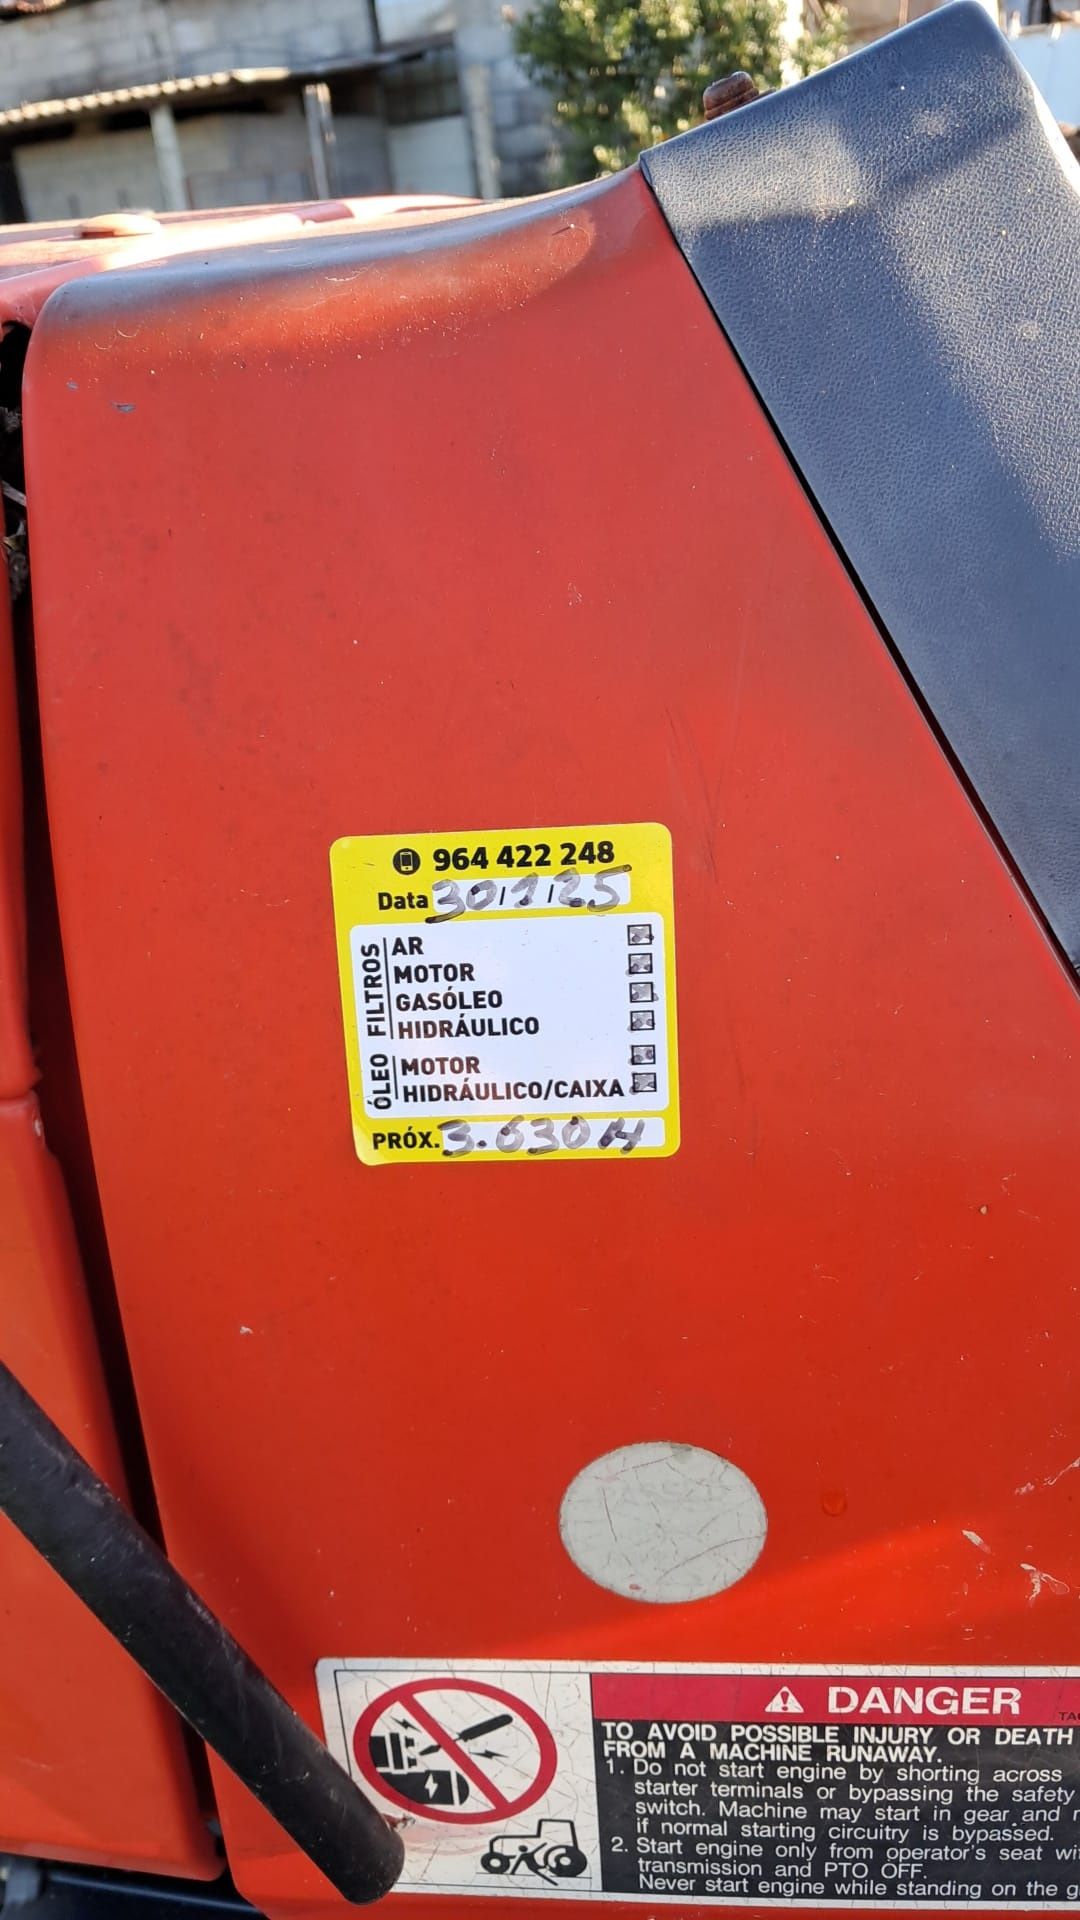 964 422 248
Data 30/1/25
FILTROS
AR
MOTOR
GASÓLEO
HIDRÁULICO
ÓLEO
MOTOR
HIDRÁULICO/CAIXA
PRÓX. 3.630 H
DANGER
TO AVOID POSSIBLE INJURY OR DEATH
FROM A MACHINE RUNAWAY.
1. Do not start engine by shorting across
starter terminals or bypassing the safety
switch. Machine may start in gear and
if normal starting circuitry is bypassed.
2. Start engine only from operator's seat
transmission and PTO OFF.
Never start engine while standing on the